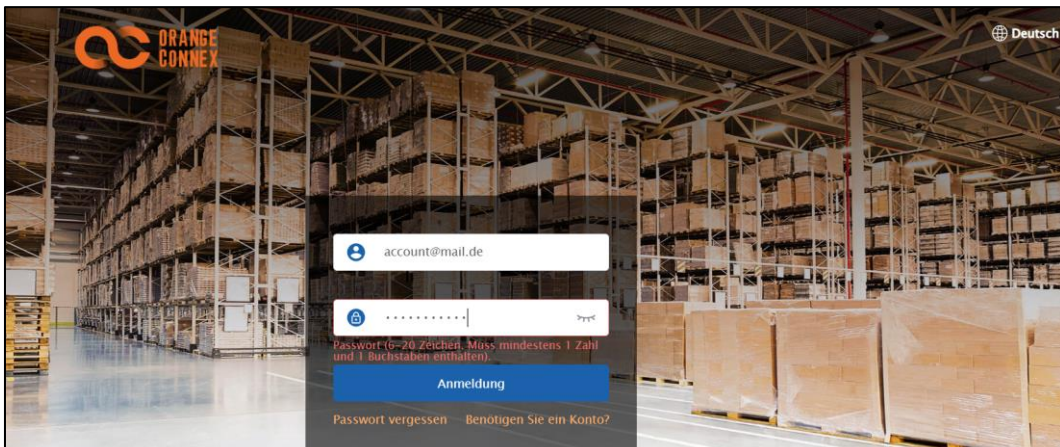 ORANGE
CONNEX
Deutsch
account@mail.de
Passwort (6-20 Zeichen. Muss mindestens 1 Zahl
und 1 Buchstaben enthalten).
Anmeldung
Passwort vergessen Benötigen Sie ein Konto?